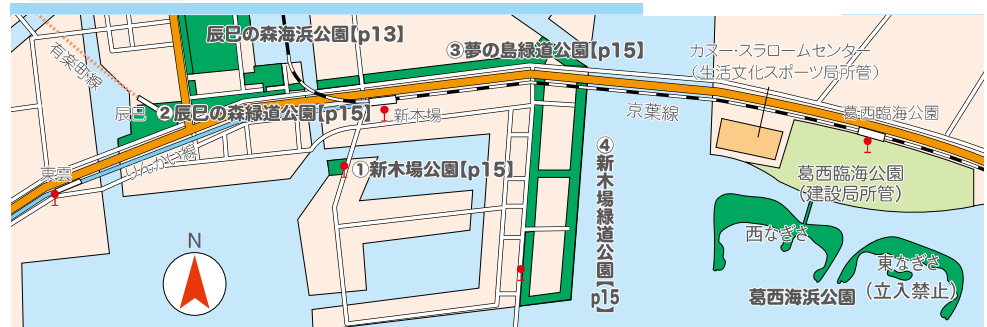 辰巳の森海浜公園【p13】
③夢の島緑道公園【p15】
カヌー・スラロームセンター
（生活文化スポーツ局所管）
有楽町線
辰巳
②辰巳の森緑道公園【p15】
新木場
京葉線
葛西臨海公園
りんかい線
東雲
①新木場公園【p15】
④新木場緑道公園【p15
葛西臨海公園
（建設局所管）
西なぎさ
東なぎさ
（立入禁止）
葛西海浜公園
N